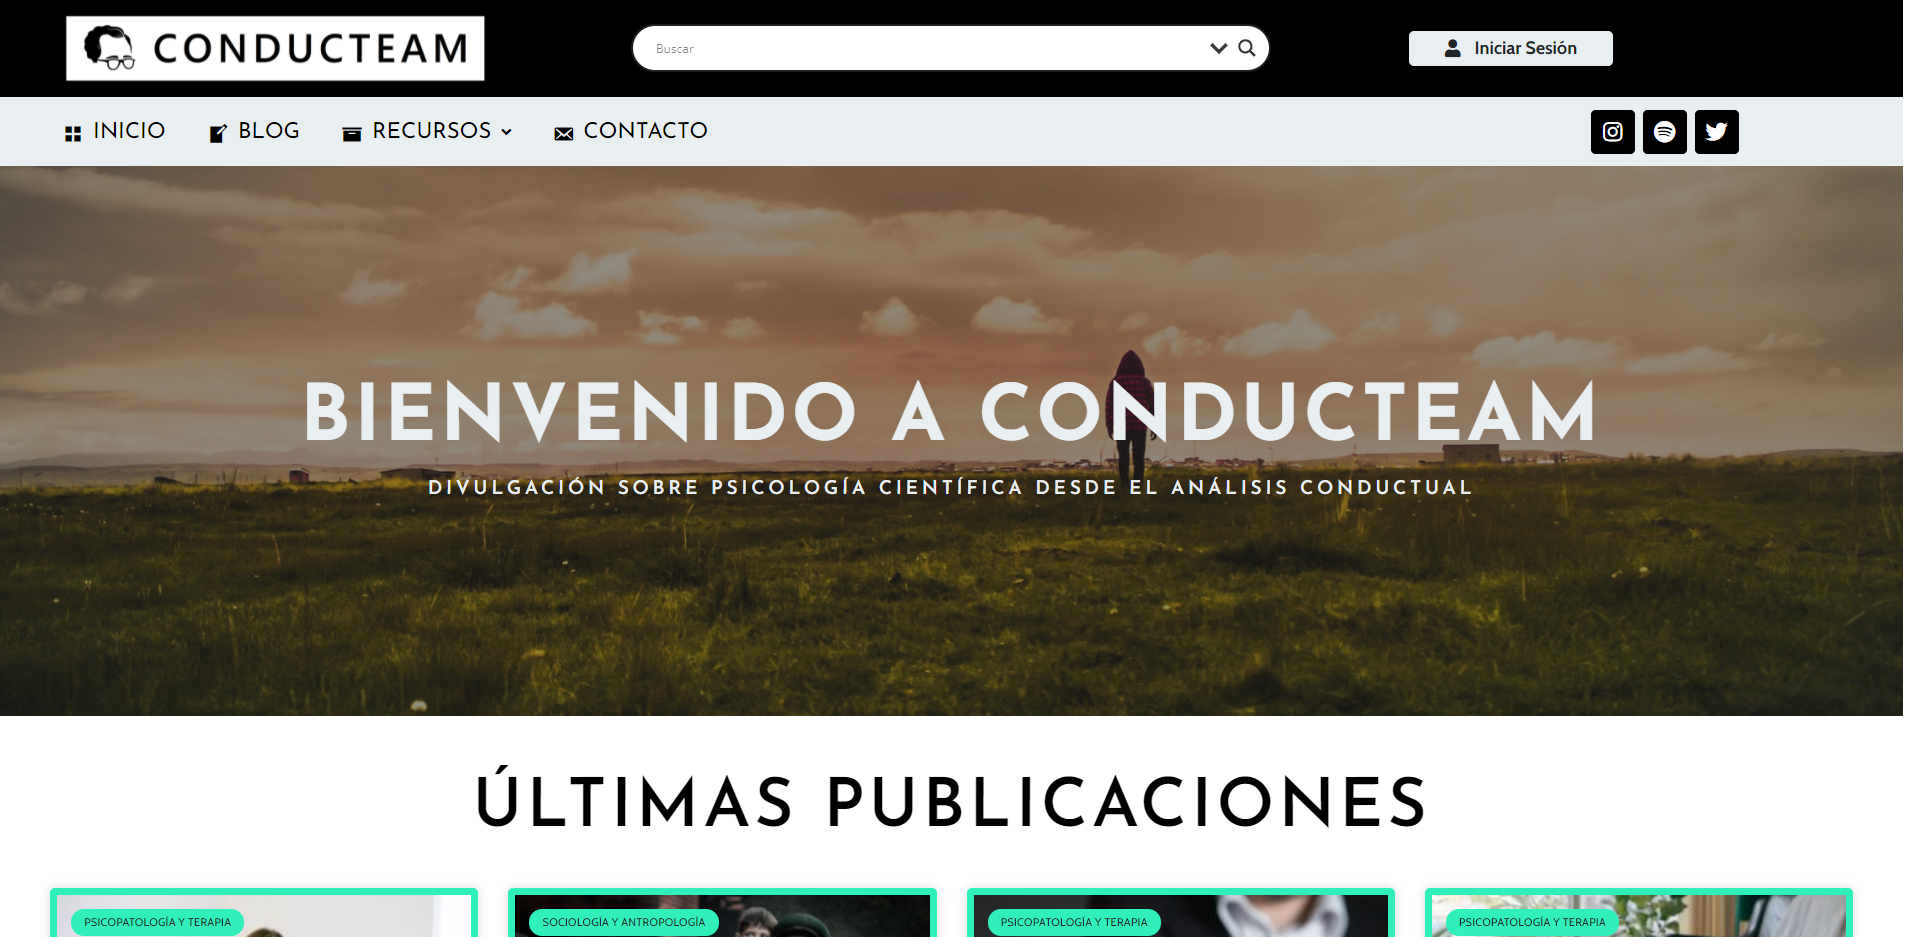 CONDUCTEAM
Buscar
Iniciar Sesión
INICIO
BLOG
RECURSOS
CONTACTO
BIENVENIDO A CONDUCTEAM
DIVULGACIÓN SOBRE PSICOLOGÍA CIENTÍFICA DESDE EL ANÁLISIS CONDUCTUAL
ÚLTIMAS PUBLICACIONES
PSICOPATOLOGÍA Y TERAPIA
SOCIOLOGÍA Y ANTROPOLOGÍA
PSICOPATOLOGÍA Y TERAPIA
PSICOPATOLOGÍA Y TERAPIA